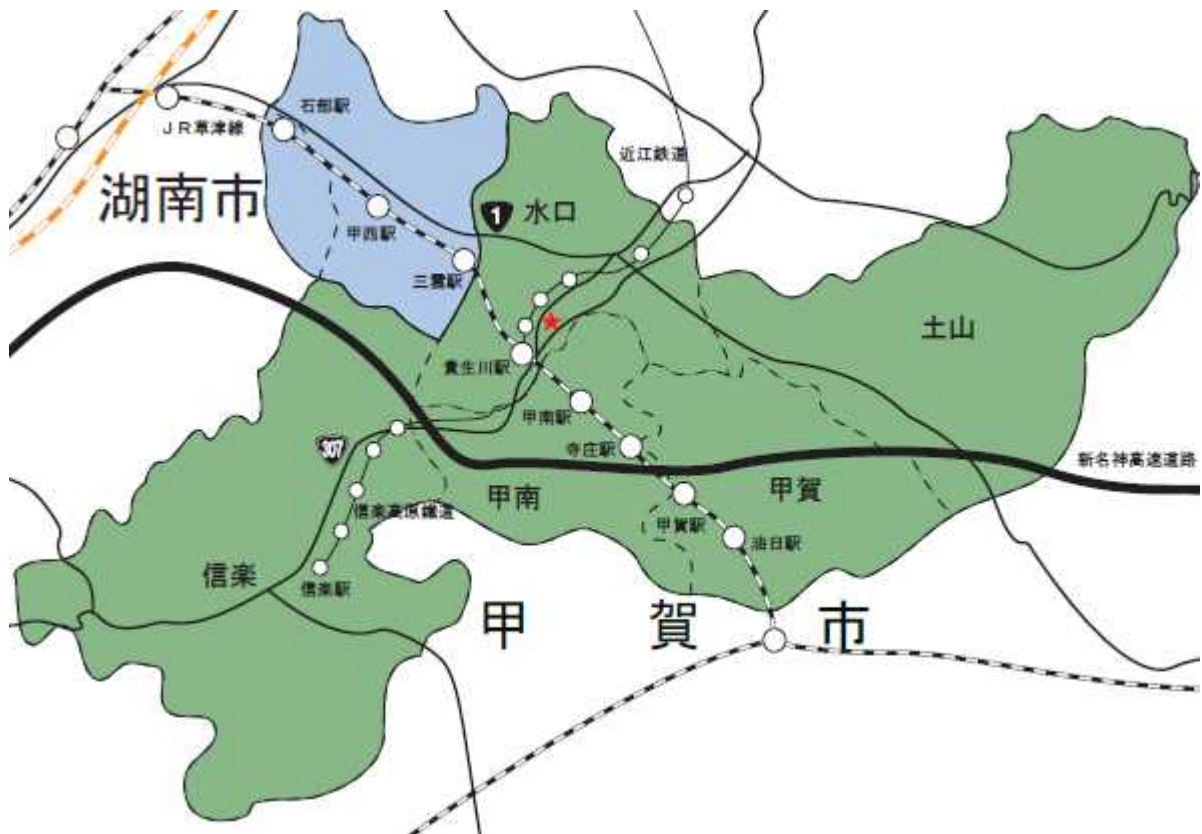 石部駅
JR草津線
近江鉄道
湖南市
甲西駅
1
水口
三雲駅
土山
貴生川駅
甲南駅
307
寺庄駅
新名神高速道路
甲南
甲賀
信楽高原鐵道
甲賀駅
油日駅
信楽
信楽駅
甲賀市